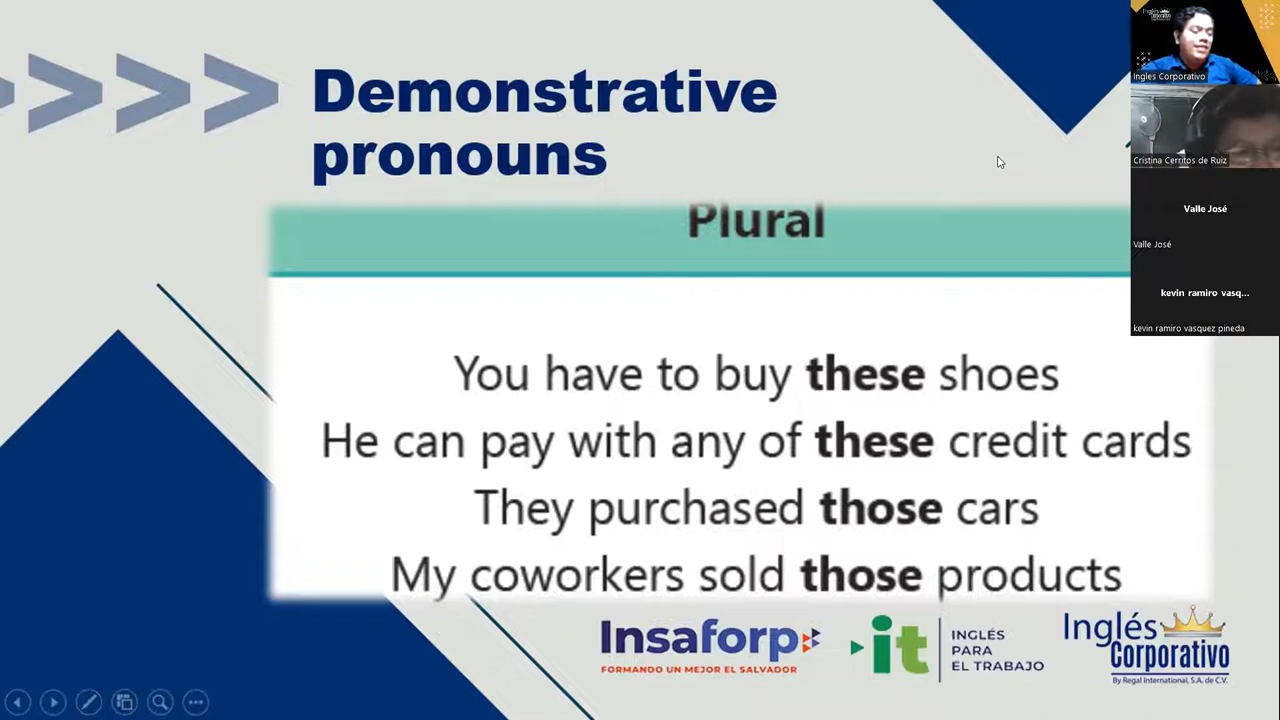 Demonstrative
pronouns
Plural
You have to buy these shoes
He can pay with any of these credit cards
They purchased those cars
My coworkers sold those products
Insaforp
FORMANDO UN MEJOR EL SALVADOR
it
INGLÉS
PARA
EL TRABAJO
Inglés
Corporativo
By Regal International, S.A. de C.V.
Inglés
Corporativo
Ingles Corporativo
Cristina Cerritos de Ruiz
Valle José
Valle José
kevin ramiro vasq...
kevin ramiro vasquez pineda